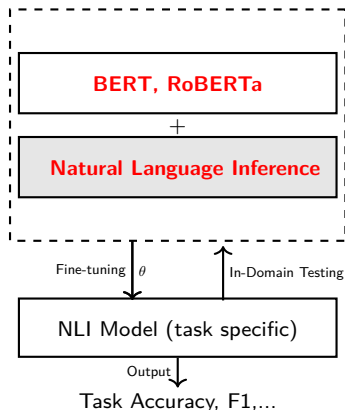 BERT, RoBERTa
+
Natural Language Inference
Fine-tuning θ In-Domain Testing
NLI Model (task specific)
Output
Task Accuracy, F1,...